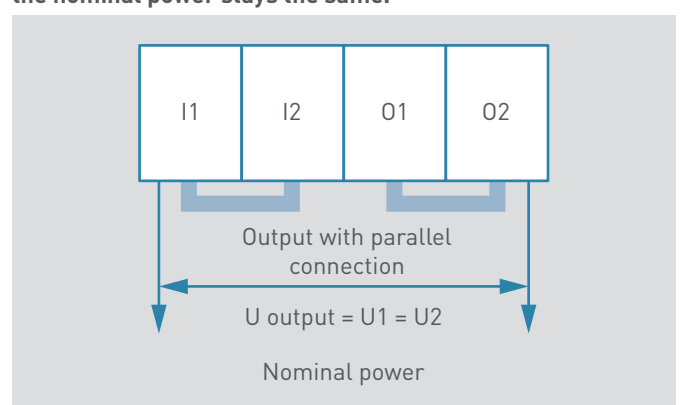 the nominal power stays the same.
I1 I2 O1 O2
Output with parallel
connection
U output = U1 = U2
Nominal power